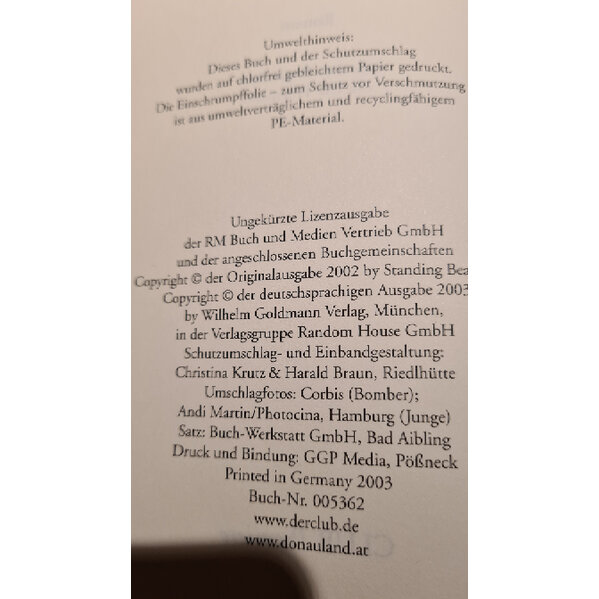 Umwelthinweis:
Dieses Buch und der Schutzumschlag
wurden auf chlorfrei gebleichtem Papier gedruckt.
Die Einschrumpffolie – zum Schutz vor Verschmutzung
ist aus umweltverträglichem und recyclingfähigem
PE-Material.
Ungekürzte Lizenzausgabe
der RM Buch und Medien Vertrieb GmbH
und der angeschlossenen Buchgemeinschaften
Copyright © der Originalausgabe 2002 by Standing Bea
Copyright © der deutschsprachigen Ausgabe 2003
by Wilhelm Goldmann Verlag, München,
in der Verlagsgruppe Random House GmbH
Schutzumschlag- und Einbandgestaltung:
Christina Krutz & Harald Braun, Riedlhütte
Umschlagfotos: Corbis (Bomber);
Andi Martin/Photocina, Hamburg (Junge)
Satz: Buch-Werkstatt GmbH, Bad Aibling
Druck und Bindung: GGP Media, Pößneck
Printed in Germany 2003
Buch-Nr. 005362
www.derclub.de
www.donauland.at